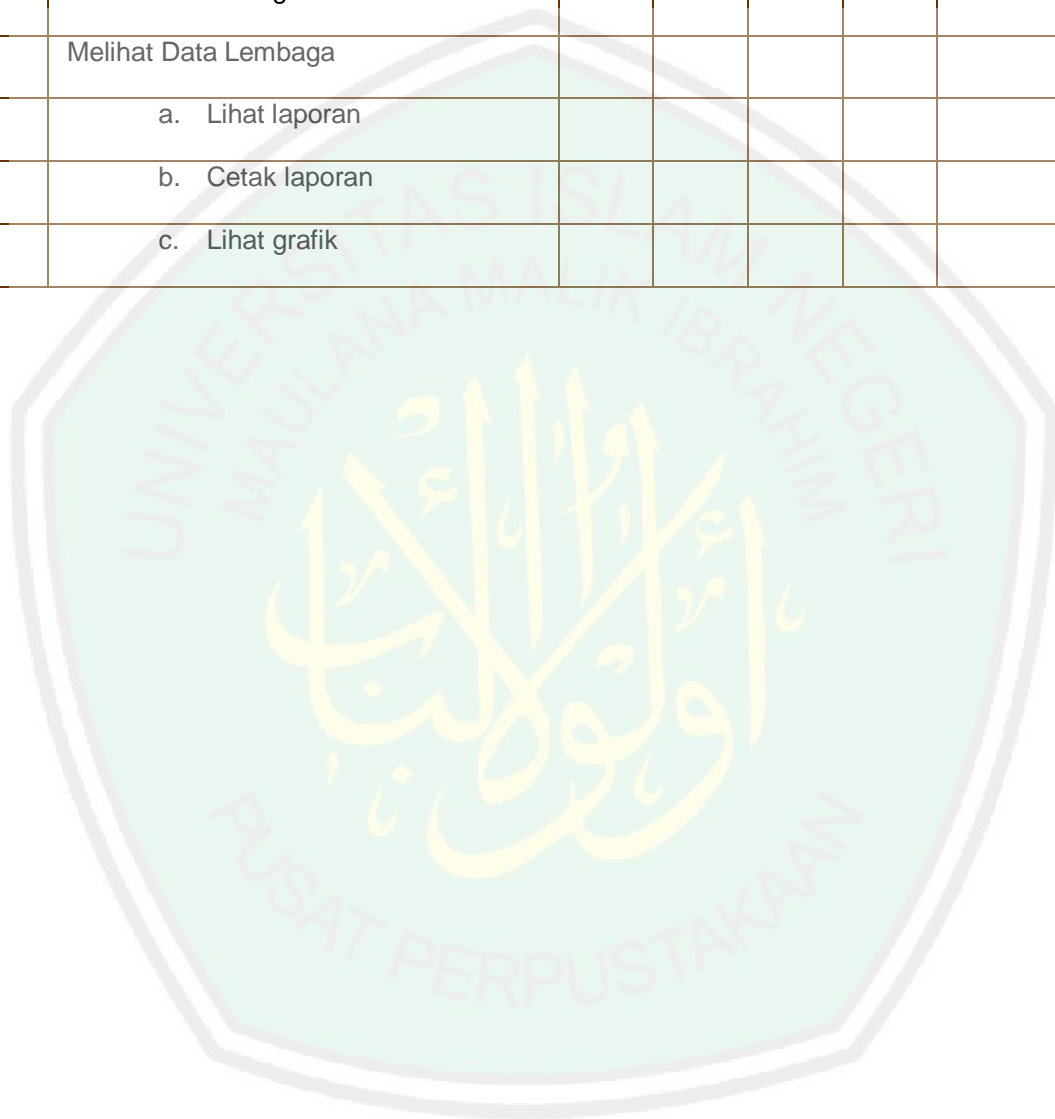 Melihat Data Lembaga
a. Lihat laporan
b. Cetak laporan
c. Lihat grafik
UNIVERSITAS ISLAM NEGERI
MAULANA MALIK IBRAHIM
PUSAT PERPUSTAKAAN